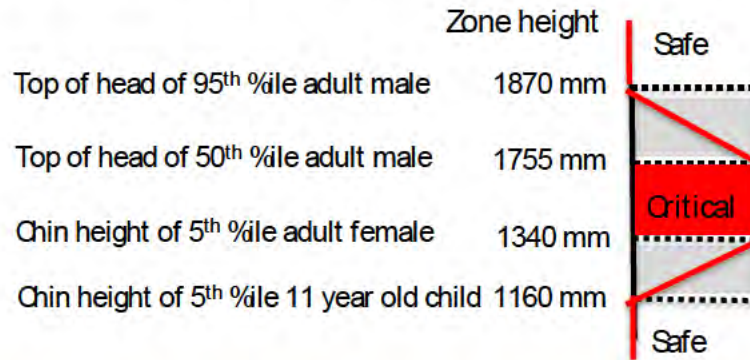 Zone height
Safe
Top of head of 95th %ile adult male 1870 mm
Top of head of 50th %ile adult male 1755 mm
Critical
Chin height of 5th %ile adult female 1340 mm
Chin height of 5th %ile 11 year old child 1160 mm
Safe